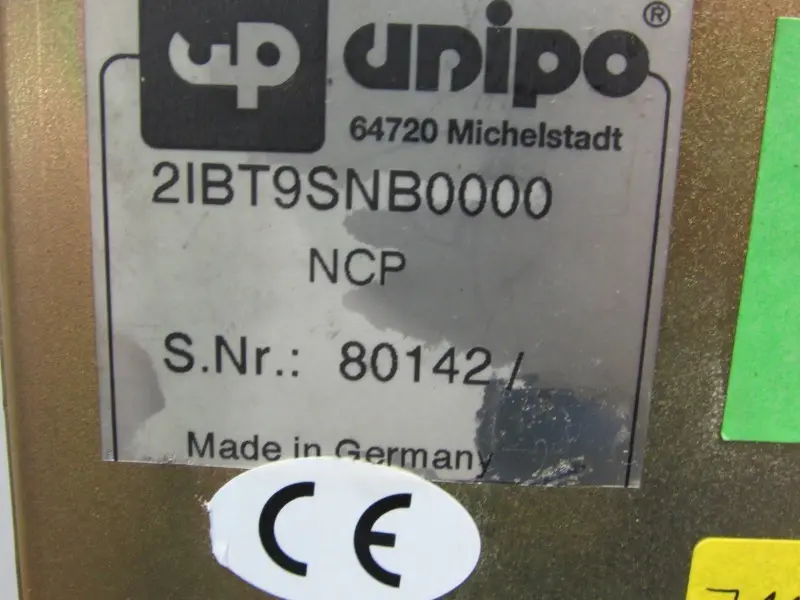 unipo®
64720 Michelstadt
2IBT9SNB0000
NCP
S.Nr.: 80142/
Made in Germany
CE